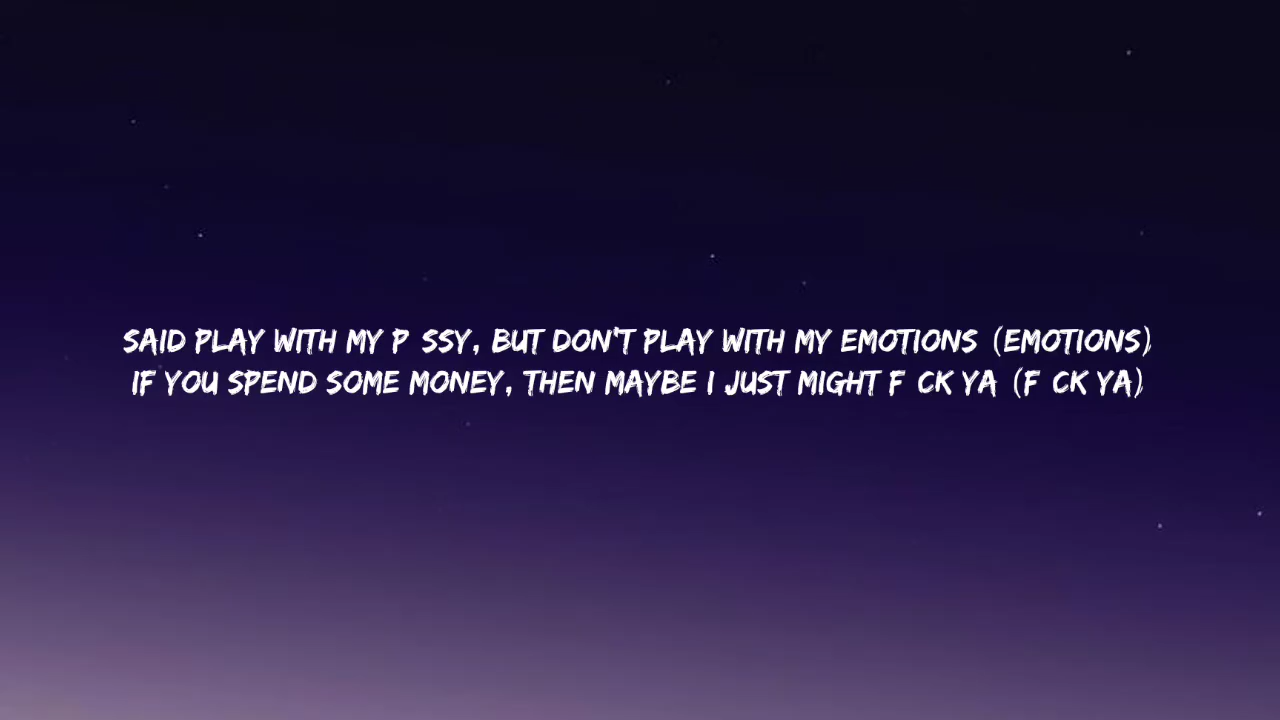 SAID PLAY WITH MY P SSY, BUT DON'T PLAY WITH MY EMOTIONS (EMOTIONS)
IF YOU SPEND SOME MONEY, THEN MAYBE I JUST MIGHT F CK YA (F CK YA)